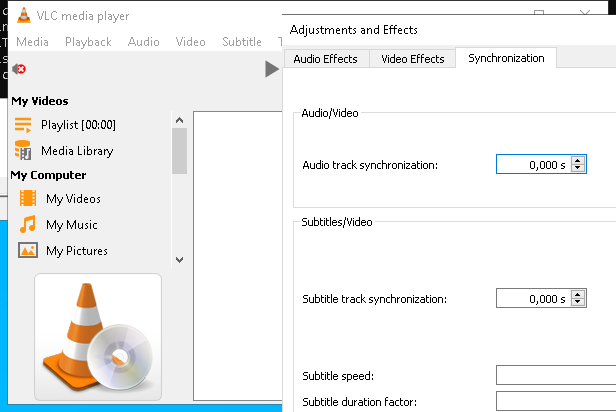 VLC media player
Media Playback Audio Video Subtitle
My Videos
Playlist [00:00]
Media Library
My Computer
My Videos
My Music
My Pictures
Adjustments and Effects
Audio Effects Video Effects Synchronization
Audio/Video
Audio track synchronization: 0,000 s
Subtitles/Video
Subtitle track synchronization: 0,000 s
Subtitle speed:
Subtitle duration factor: